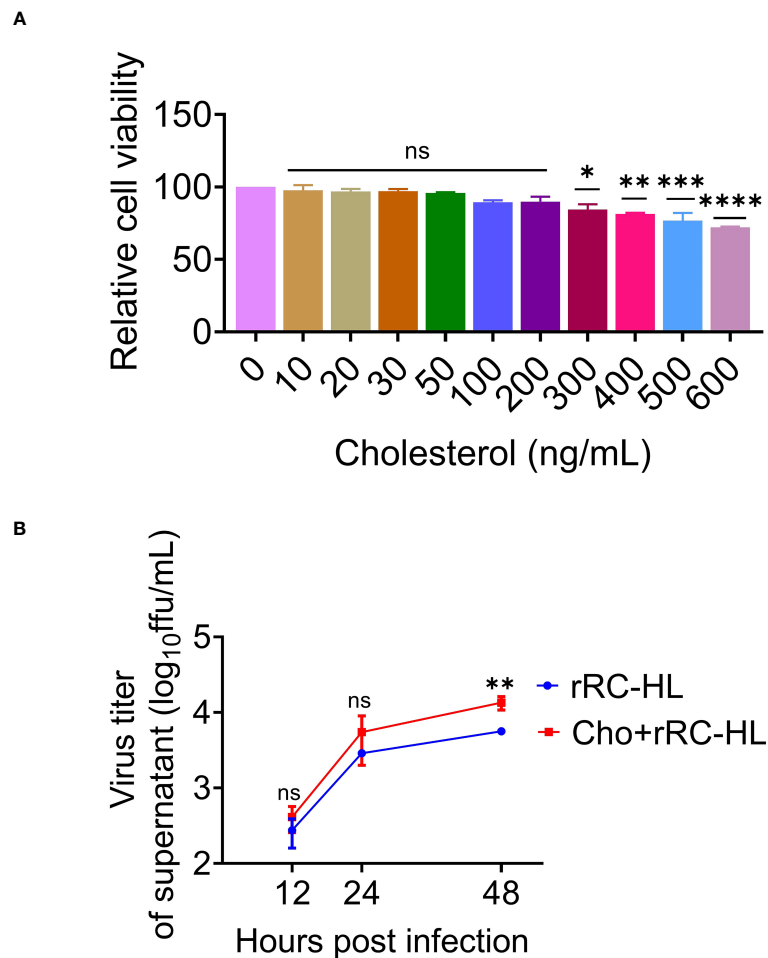 A
Relative cell viability
150
100
50
0
ns
*
**
***
****
0 10 20 30 50 100 200 300 400 500 600
Cholesterol (ng/mL)
B
Virus titer
of supernatant (log10ffu/mL)
5
4
3
2
ns
ns
**
rRC-HL
Cho+rRC-HL
12 24 48
Hours post infection